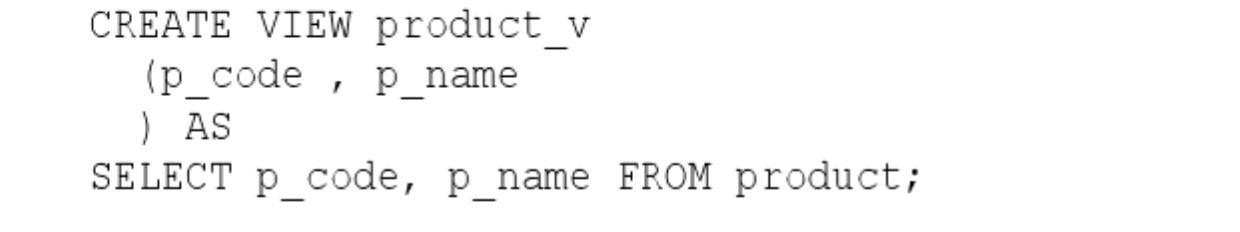 CREATE VIEW product_v
(p_code , p_name
) AS
SELECT p_code, p_name FROM product;